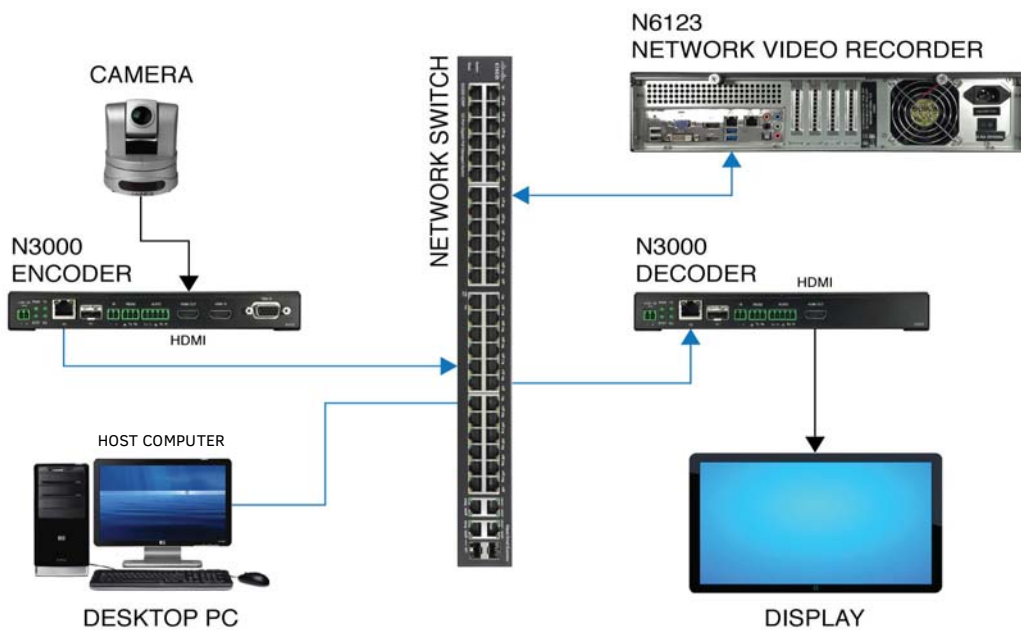 N6123
NETWORK VIDEO RECORDER
CAMERA
NETWORK SWITCH
N3000
ENCODER
HDMI
N3000
DECODER
HDMI
HOST COMPUTER
DESKTOP PC
DISPLAY